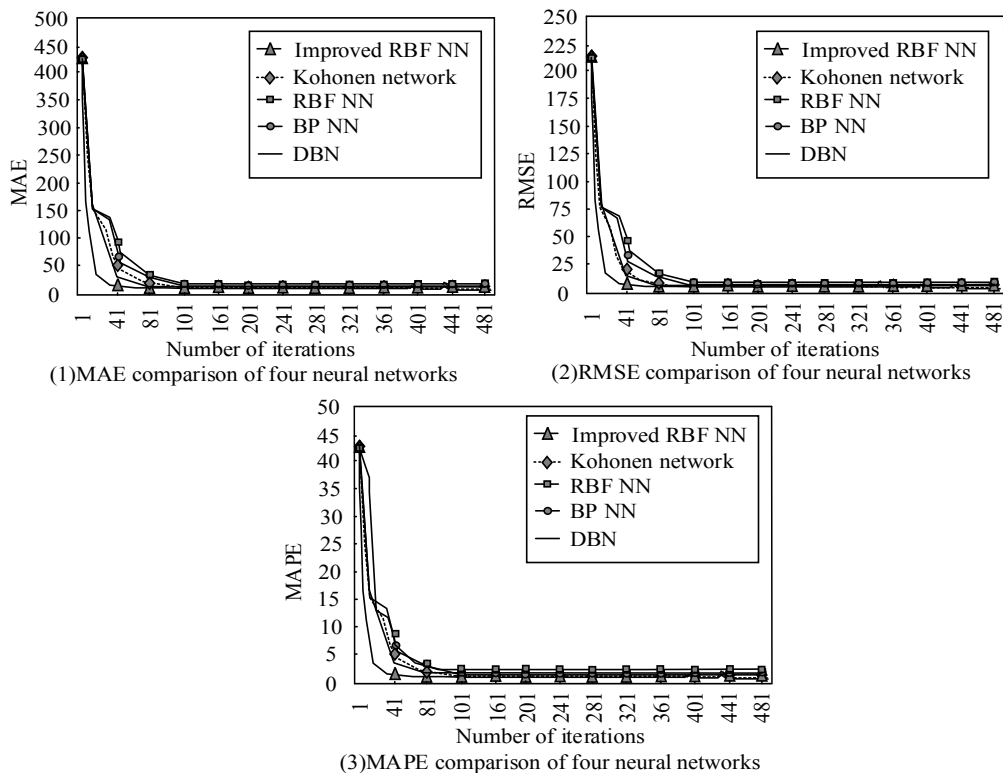 500
450
400
350
300
250
200
150
100
50
0
MAE
Improved RBF NN
Kohonen network
RBF NN
BP NN
DBN
1 41 81 101 161 201 241 281 321 361 401 441 481
Number of iterctions
(1)MAE comparison of four neural networks
250
225
200
175
150
125
100
75
50
25
0
RMSE
Improved RBF NN
Kohonen network
RBF NN
BP NN
DBN
1 41 81 101 161 201 241 281 321 361 401 441 481
Number of iterctions
(2)RMSE comparison of four neural networks
50
45
40
35
30
25
20
15
10
5
0
MAPE
Improved RBF NN
Kohonen network
RBF NN
BP NN
DBN
1 41 81 101 161 201 241 281 321 361 401 441 481
Number of iterctions
(3)MAPE comparison of four neural networks